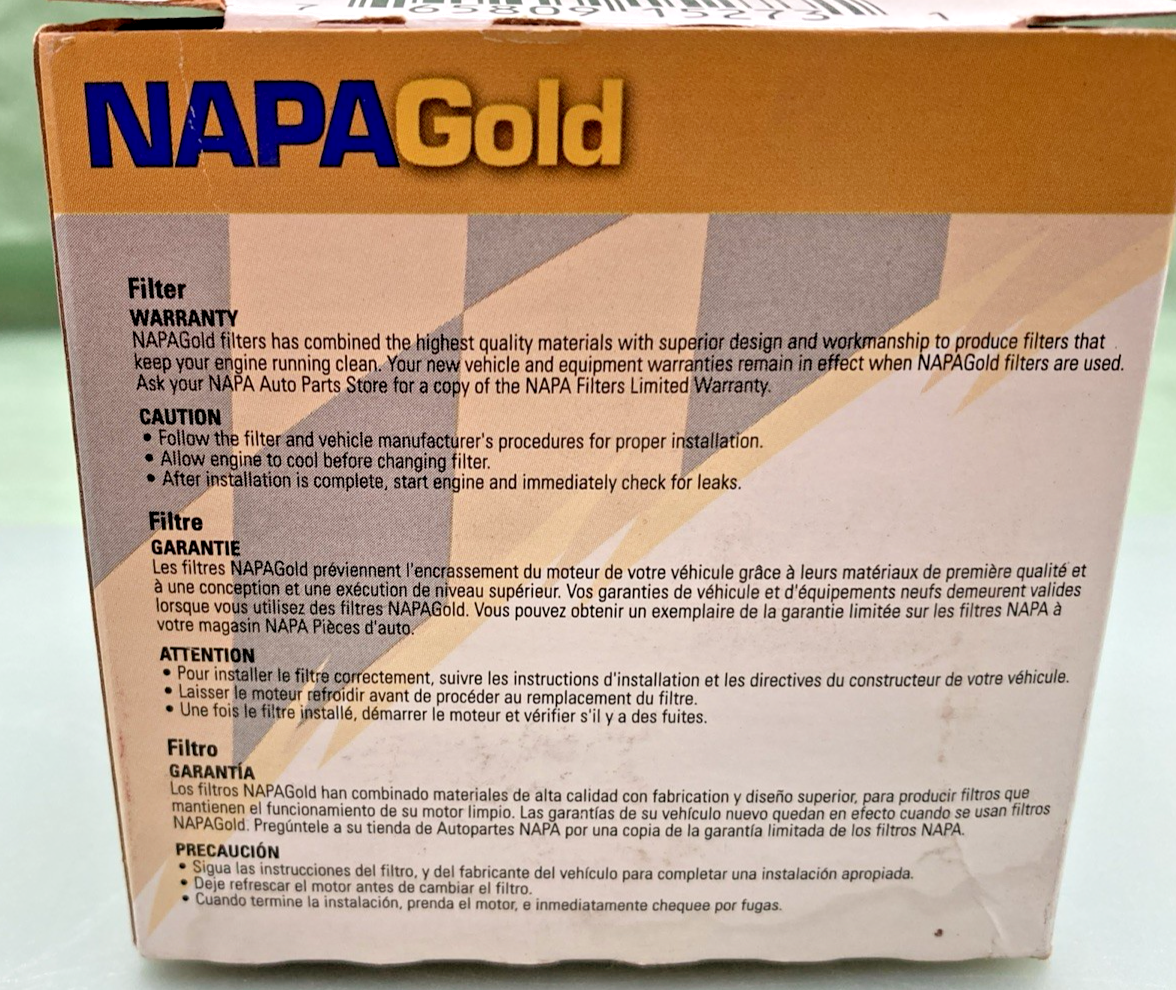 NAPAGold
Filter
WARRANTY
NAPAGold filters has combined the highest quality materials with superior design and workmanship to produce filters that
keep your engine running clean. Your new vehicle and equipment warranties remain in effect when NAPAGold filters are used.
Ask your NAPA Auto Parts Store for a copy of the NAPA Filters Limited Warranty.
CAUTION
• Follow the filter and vehicle manufacturer's procedures for proper installation.
• Allow engine to cool before changing filter.
• After installation is complete, start engine and immediately check for leaks.
Filtre
GARANTIE
Les filtres NAPAGold préviennent l'encrassement du moteur de votre véhicule grâce à leurs matériaux de première qualité et
à une conception et une exécution de niveau supérieur. Vos garanties de véhicule et d'équipements neufs demeurent valides
lorsque vous utilisez des filtres NAPAGold. Vous pouvez obtenir un exemplaire de la garantie limitée sur les filtres NAPA à
votre magasin NAPA Pièces d'auto.
ATTENTION
• Pour installer le filtre correctement, suivre les instructions d'installation et les directives du constructeur de votre véhicule.
• Laisser le moteur refroidir avant de procéder au remplacement du filtre.
• Une fois le filtre installé, démarrer le moteur et vérifier s'il y a des fuites.
Filtro
GARANTÍA
Los filtros NAPAGold han combinado materiales de alta calidad con fabrication y diseño superior, para producir filtros que
mantienen el funcionamiento de su motor limpio. Las garantías de su vehículo nuevo quedan en efecto cuando se usan filtros
NAPAGold. Pregúntele a su tienda de Autopartes NAPA por una copia de la garantía limitada de los filtros NAPA.
PRECAUCIÓN
• Sigua las instrucciones del filtro, y del fabricante del vehículo para completar una instalación apropiada.
• Deje refrescar el motor antes de cambiar el filtro.
• Cuando termine la instalación, prenda el motor, e inmediatamente chequee por fugas.